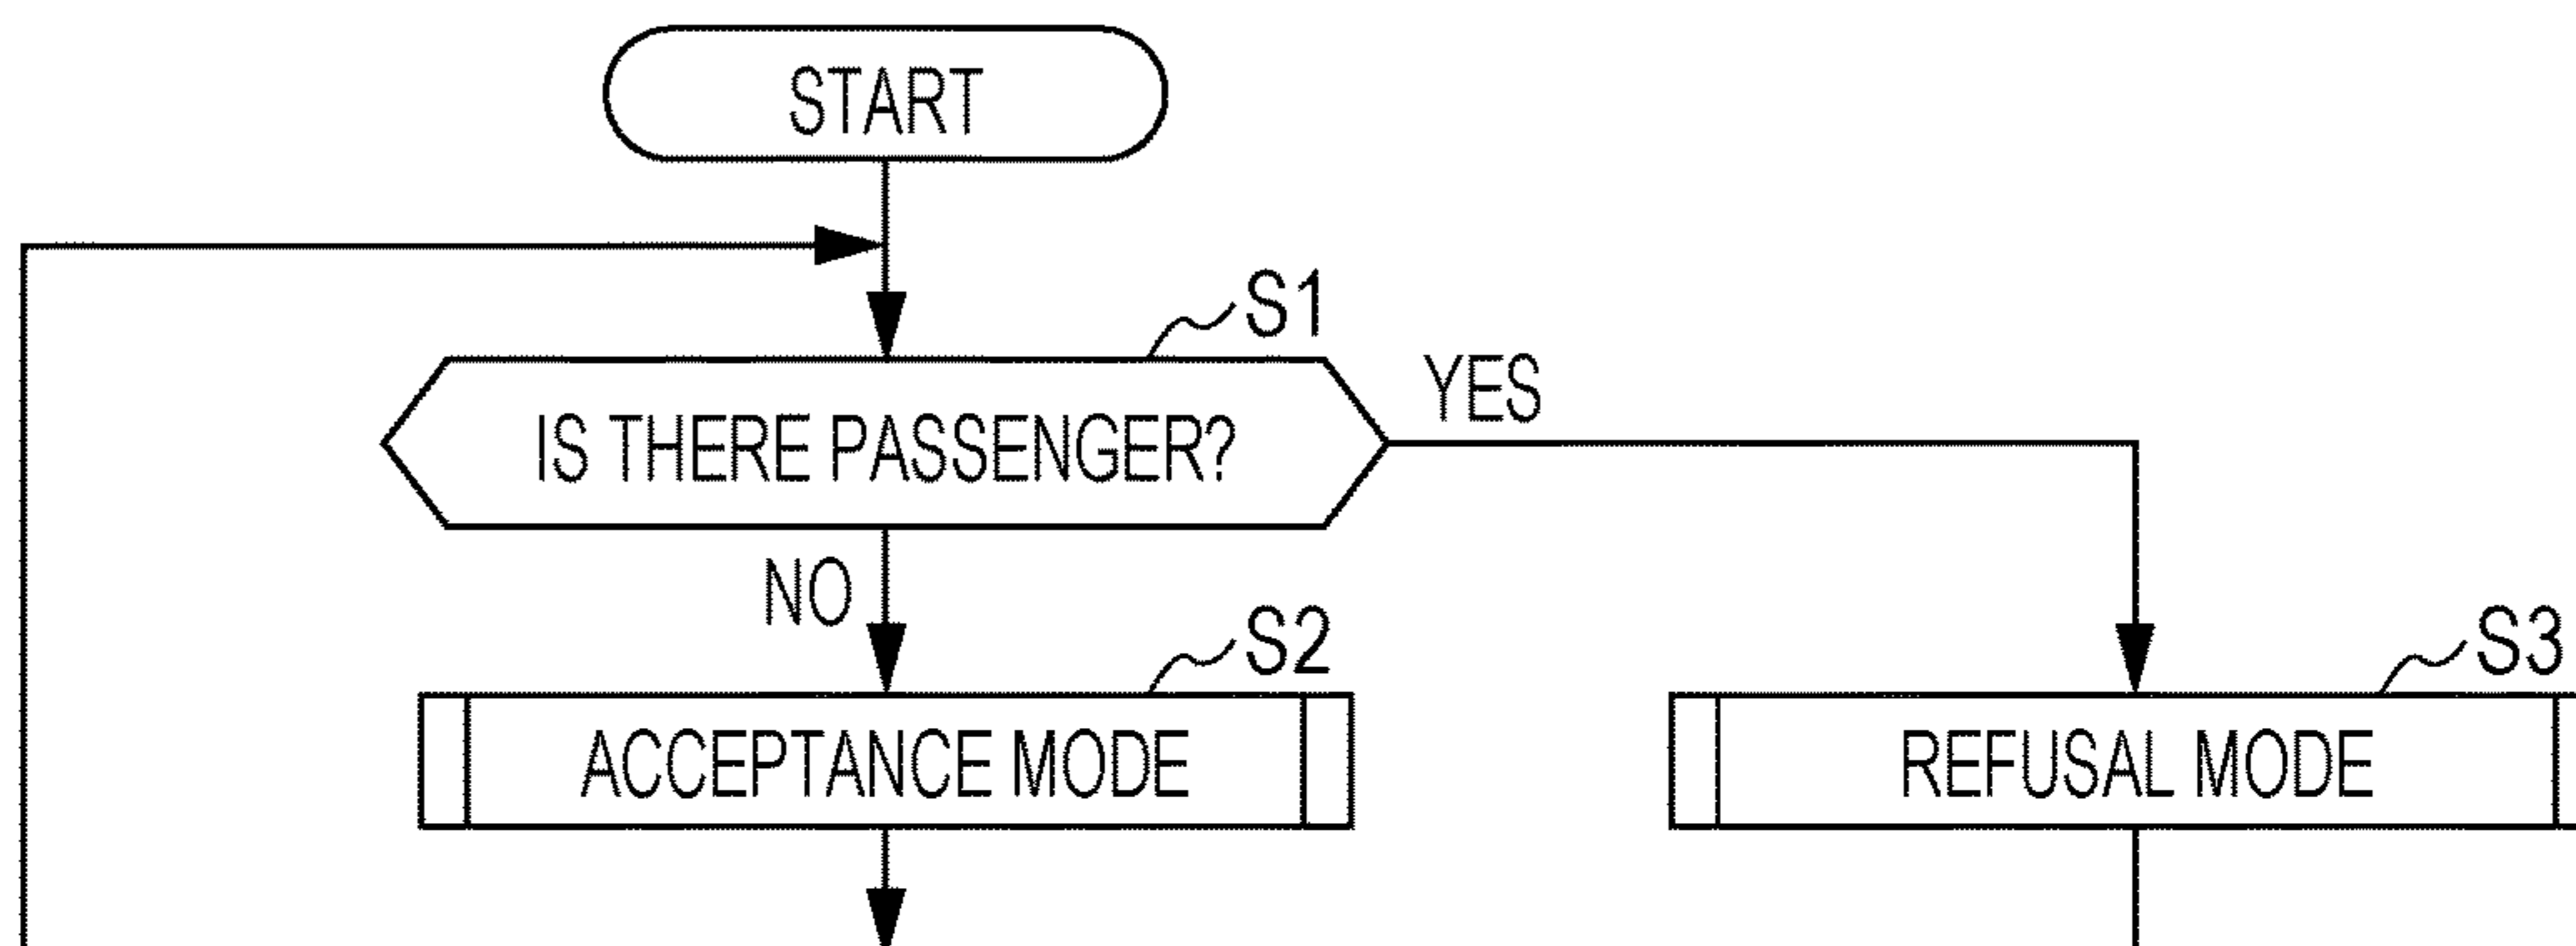 START
S1
IS THERE PASSENGER?
YES
NO
S2
S3
ACCEPTANCE MODE
REFUSAL MODE